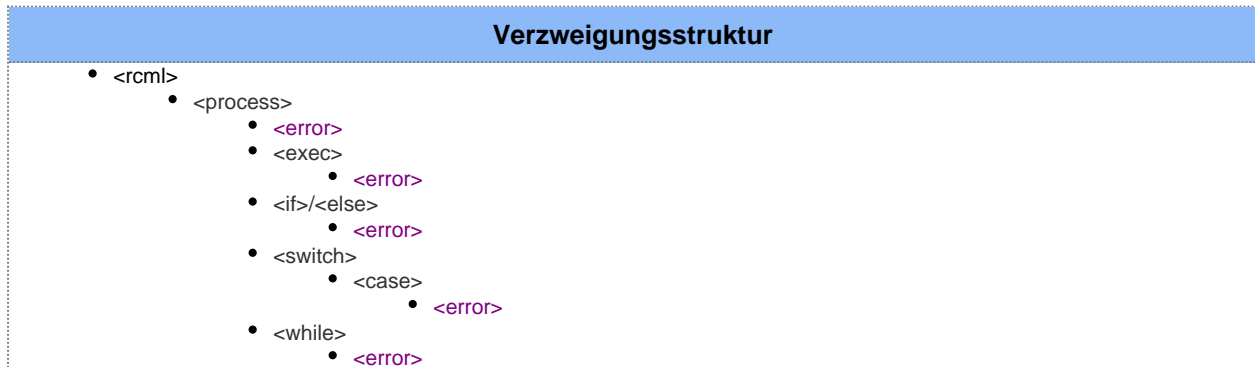 Verzweigungsstruktur
<rcml>
<process>
<error>
<exec>
<error>
<if>/<else>
<error>
<switch>
<case>
<error>
<while>
<error>